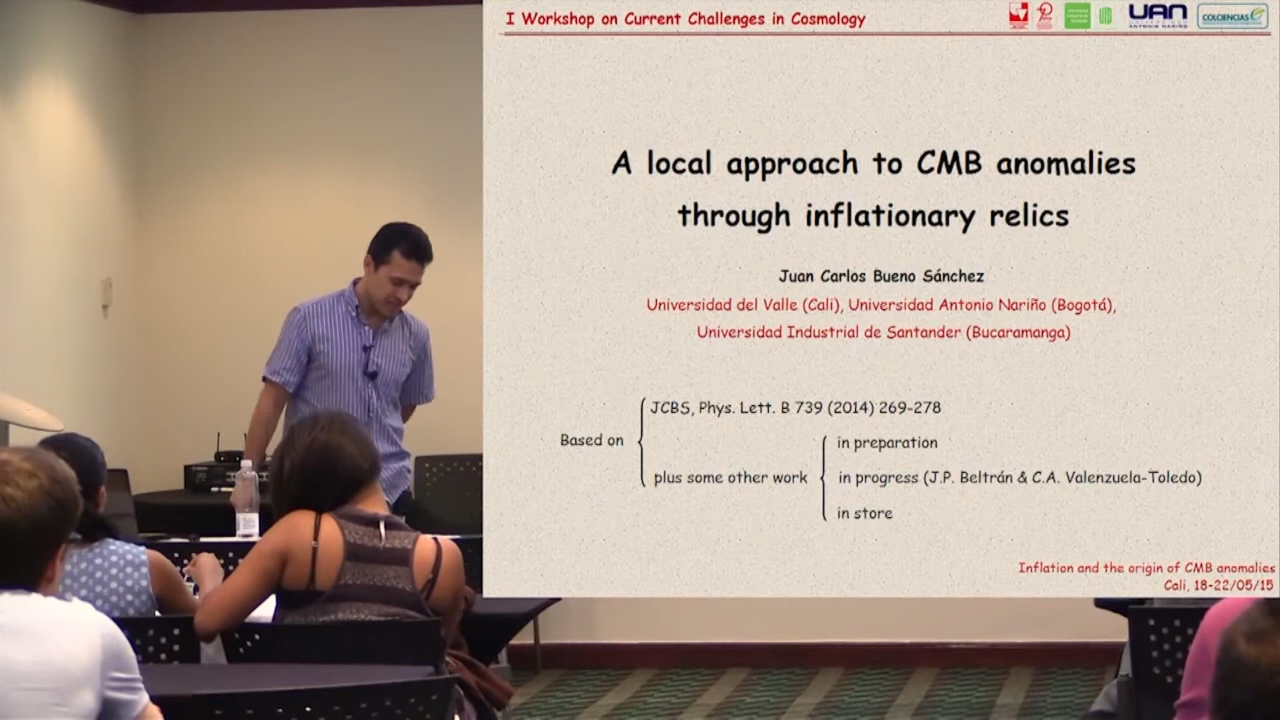 I Workshop on Current Challenges in Cosmology
UAN
COLCIENCIAS
A local approach to CMB anomalies
through inflationary relics
Juan Carlos Bueno Sánchez
Universidad del Valle (Cali), Universidad Antonio Nariño (Bogotá),
Universidad Industrial de Santander (Bucaramanga)
JCBS, Phys. Lett. B 739 (2014) 269-278
Based on
in preparation
plus some other work
in progress (J.P. Beltrán & C.A. Valenzuela-Toledo)
in store
Inflation and the origin of CMB anomalies
Cali, 18-22/05/15